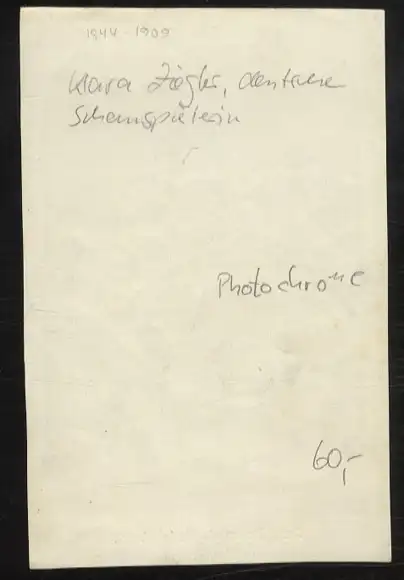 1844 - 1909
Klara Ziegler, deutsche
Schauspielerin
Photochrome
60,-